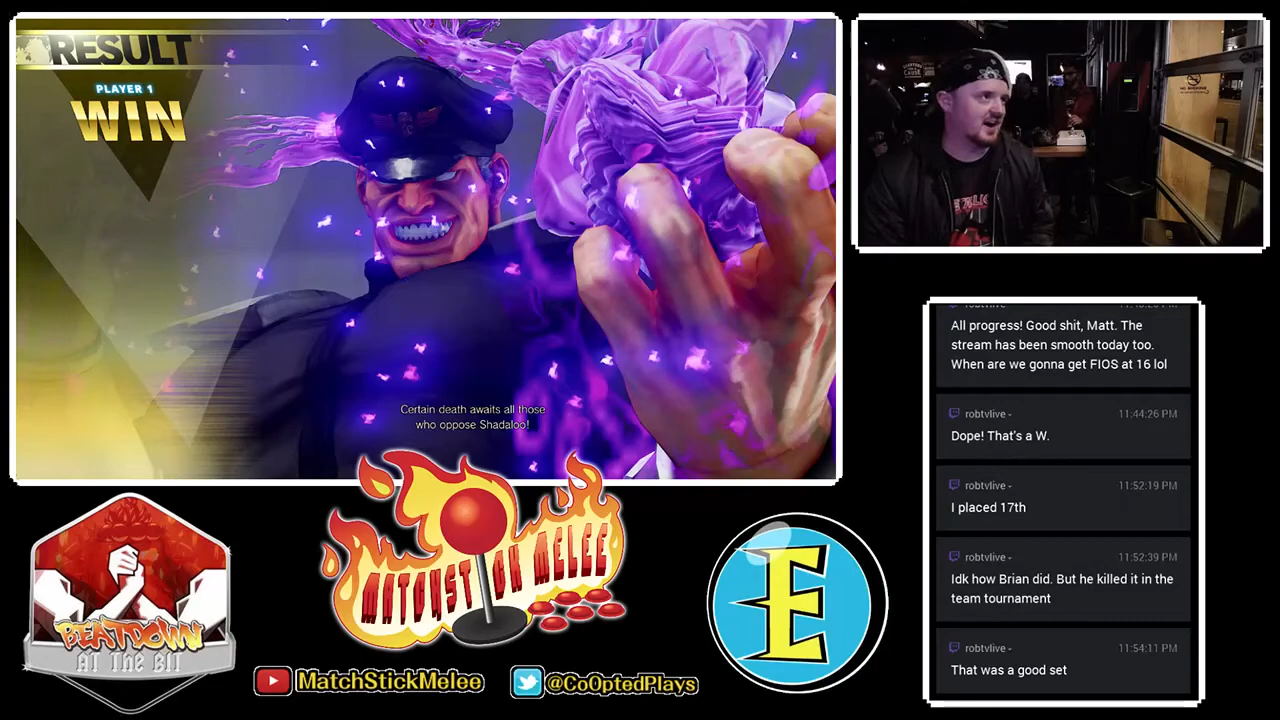 RESULT
PLAYER 1
WIN
Certain death awaits all those
who oppose Shadaloo!
NO SMOKING
robtvlive -
All progress! Good shit, Matt. The
stream has been smooth today too.
When are we gonna get FIOS at 16 lol
robtvlive - 11:44:26 PM
Dope! That's a W.
robtvlive - 11:52:19 PM
I placed 17th
robtvlive - 11:52:39 PM
Idk how Brian did. But he killed it in the
team tournament
robtvlive - 11:54:11 PM
That was a good set
BEATDOWN
AT THE BIT
MATCHSTICK MELEE
E
MatchStickMelee
@Co0ptedPlays